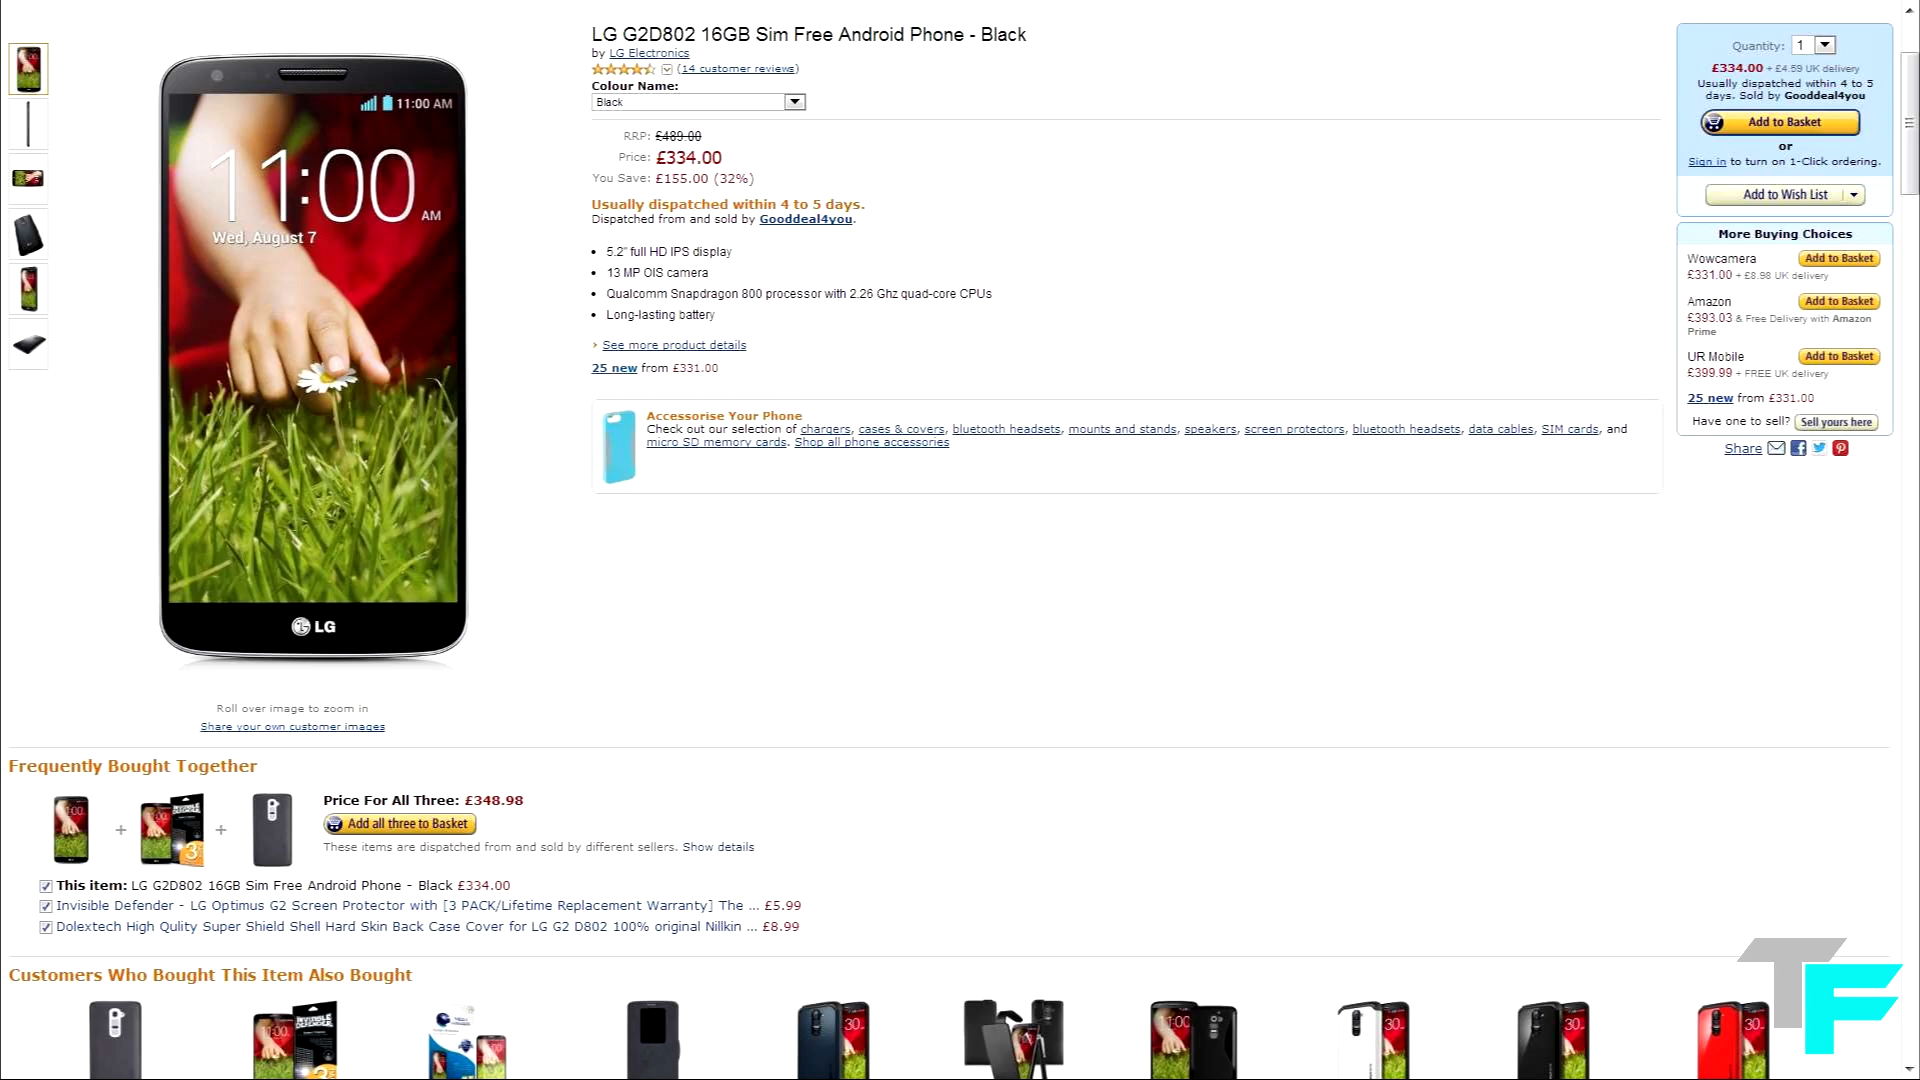 LG G2D802 16GB Sim Free Android Phone - Black
by LG Electronics
(14 customer reviews)
Colour Name:
Black
RRP: £489.00
Price: £334.00
You Save: £155.00 (32%)
Usually dispatched within 4 to 5 days.
Dispatched from and sold by Gooddeal4you.
5.2" full HD IPS display
13 MP OIS camera
Qualcomm Snapdragon 800 processor with 2.26 Ghz quad-core CPUs
Long-lasting battery
See more product details
25 new from £331.00
Accessorise Your Phone
Check out our selection of chargers, cases & covers, bluetooth headsets, mounts and stands, speakers, screen protectors, bluetooth headsets, data cables, SIM cards, and
micro SD memory cards. Shop all phone accessories
11:00 AM
11:00 AM
Wed, August 7
LG
Roll over image to zoom in
Share your own customer images
Quantity: 1
£334.00 + £4.59 UK delivery
Usually dispatched within 4 to 5
days. Sold by Gooddeal4you
Add to Basket
or
Sign in to turn on 1-Click ordering.
Add to Wish List
More Buying Choices
Wowcamera Add to Basket
£331.00 + £8.98 UK delivery
Amazon Add to Basket
£393.03 & Free Delivery with Amazon
Prime
UR Mobile Add to Basket
£399.99 + FREE UK delivery
25 new from £331.00
Have one to sell? Sell yours here
Share
Frequently Bought Together
Price For All Three: £348.98
Add all three to Basket
These items are dispatched from and sold by different sellers. Show details
This item: LG G2D802 16GB Sim Free Android Phone - Black £334.00
Invisible Defender - LG Optimus G2 Screen Protector with [3 PACK/Lifetime Replacement Warranty] The ... £5.99
Dolextech High Qulity Super Shield Shell Hard Skin Back Case Cover for LG G2 D802 100% original Nillkin ... £8.99
Customers Who Bought This Item Also Bought
TF